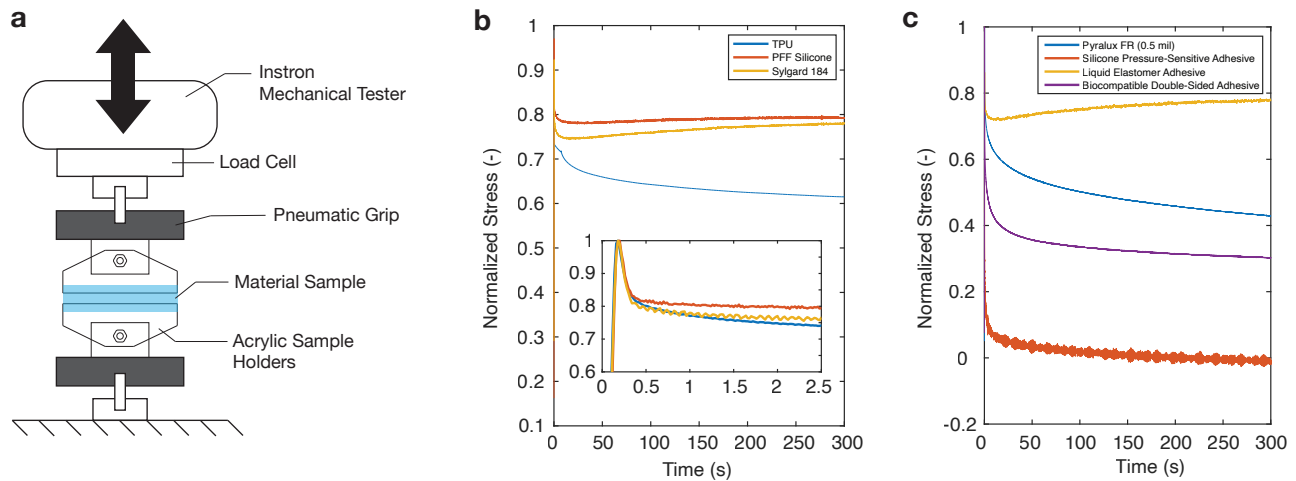 a
Instron
Mechanical Tester
Load Cell
Pneumatic Grip
Material Sample
Acrylic Sample
Holders
b
Normalized Stress (-)
1
0.9
0.8
0.7
0.6
0.5
0.4
0.3
0.2
0.1
TPU
PFF Silicone
Sylgard 184
1
0.9
0.8
0.7
0.6
0 0.5 1 1.5 2 2.5
0 50 100 150 200 250 300
Time (s)
c
Normalized Stress (-)
1
0.8
0.6
0.4
0.2
0
-0.2
Pyralux FR (0.5 mil)
Silicone Pressure-Sensitive Adhesive
Liquid Elastomer Adhesive
Biocompatible Double-Sided Adhesive
0 50 100 150 200 250 300
Time (s)